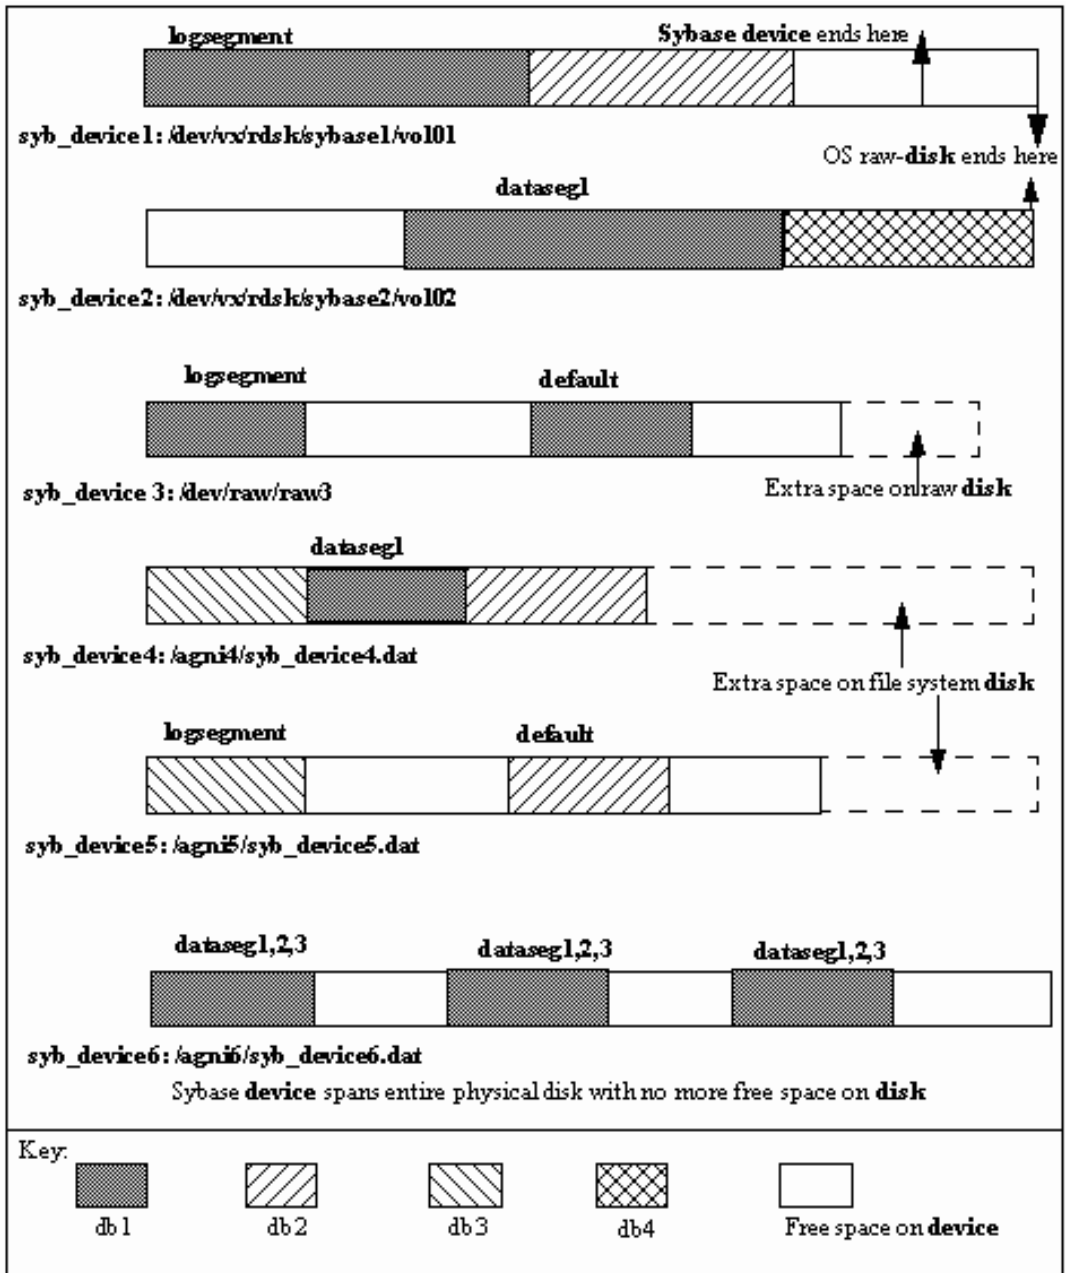 logsegment
Sybase device ends here
syb_device1: /dev/vx/rdsk/sybase1/vol01
OS raw-disk ends here
dataseg1
syb_device2: /dev/vx/rdsk/sybase2/vol02
logsegment
default
syb_device 3: /dev/raw/raw3
Extra space on raw disk
dataseg1
syb_device4: /agni4/syb_device4.dat
Extra space on file system disk
logsegment
default
syb_device5: /agni5/syb_device5.dat
dataseg1,2,3
dataseg1,2,3
dataseg1,2,3
syb_device6: /agni6/syb_device6.dat
Sybase device spans entire physical disk with no more free space on disk
Key:
db1
db2
db3
db4
Free space on device